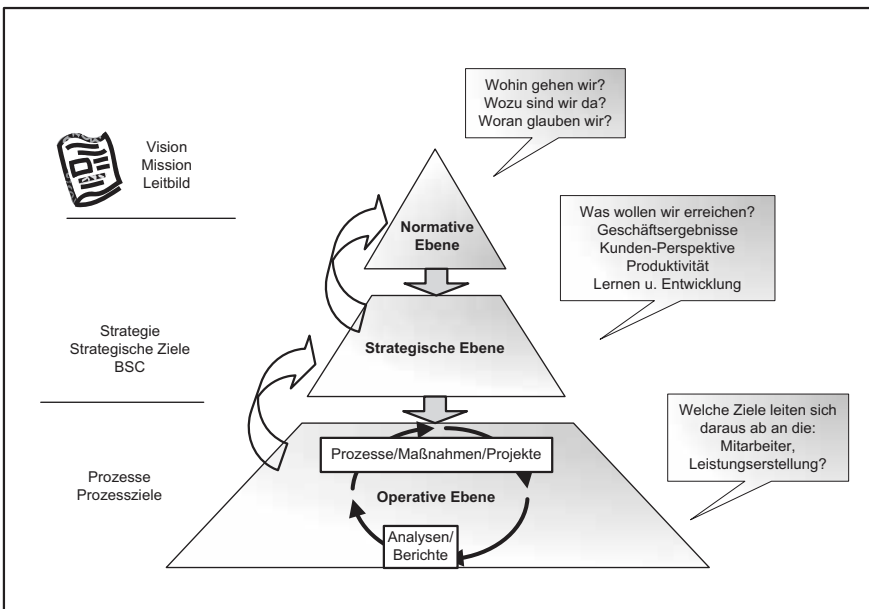 Wohin gehen wir?
Wozu sind wir da?
Woran glauben wir?
Vision
Mission
Leitbild
Normative
Ebene
Was wollen wir erreichen?
Geschäftsergebnisse
Kunden-Perspektive
Produktivität
Lernen u. Entwicklung
Strategie
Strategische Ziele
BSC
Strategische Ebene
Welche Ziele leiten sich
daraus ab an die:
Mitarbeiter,
Leistungserstellung?
Prozesse
Prozessziele
Prozesse/Maßnahmen/Projekte
Operative Ebene
Analysen/
Berichte